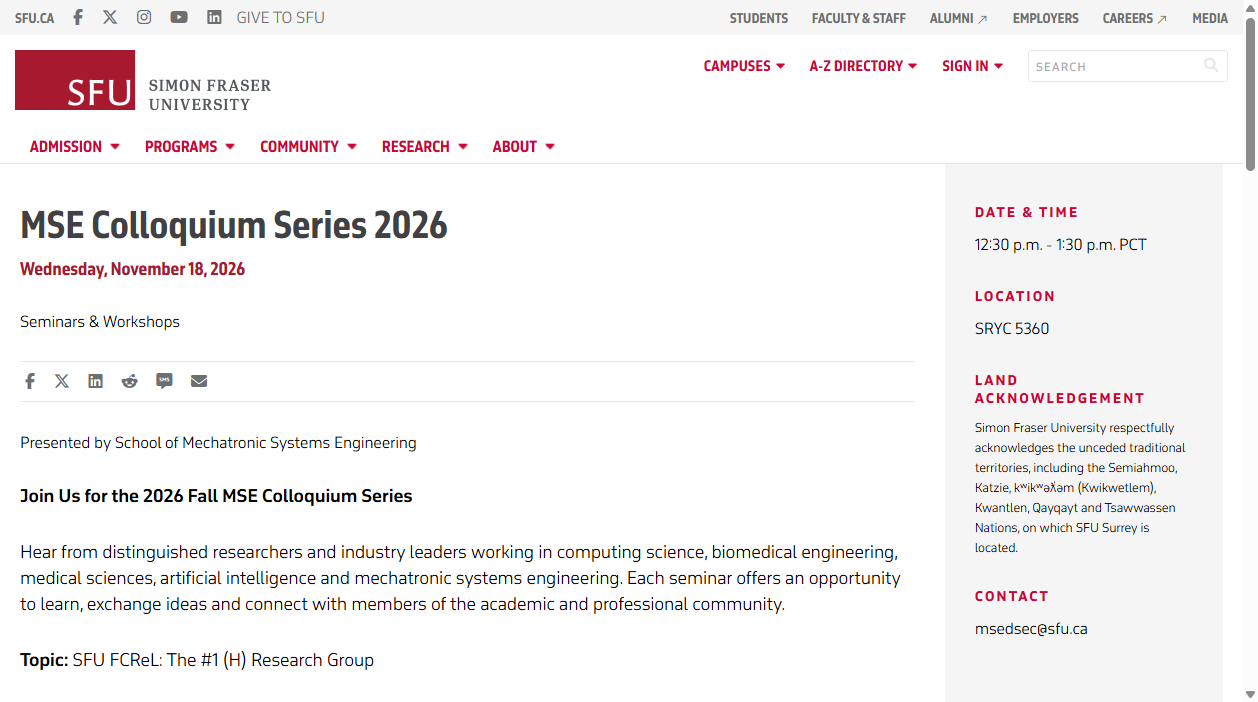 SFU.CA GIVE TO SFU STUDENTS FACULTY & STAFF ALUMNI EMPLOYERS CAREERS MEDIA
SFU SIMON FRASER
UNIVERSITY
CAMPUSES A-Z DIRECTORY SIGN IN SEARCH
ADMISSION PROGRAMS COMMUNITY RESEARCH ABOUT
MSE Colloquium Series 2026
Wednesday, November 18, 2026
Seminars & Workshops
SMS
Presented by School of Mechatronic Systems Engineering
Join Us for the 2026 Fall MSE Colloquium Series
Hear from distinguished researchers and industry leaders working in computing science, biomedical engineering,
medical sciences, artificial intelligence and mechatronic systems engineering. Each seminar offers an opportunity
to learn, exchange ideas and connect with members of the academic and professional community.
Topic: SFU FCReL: The #1 (H) Research Group
DATE & TIME
12:30 p.m. - 1:30 p.m. PCT
LOCATION
SRYC 5360
LAND
ACKNOWLEDGEMENT
Simon Fraser University respectfully
acknowledges the unceded traditional
territories, including the Semiahmoo,
Katzie, kʷikʷəƛ̓əm (Kwikwetlem),
Kwantlen, Qayqayt and Tsawwassen
Nations, on which SFU Surrey is
located.
CONTACT
msedsec@sfu.ca